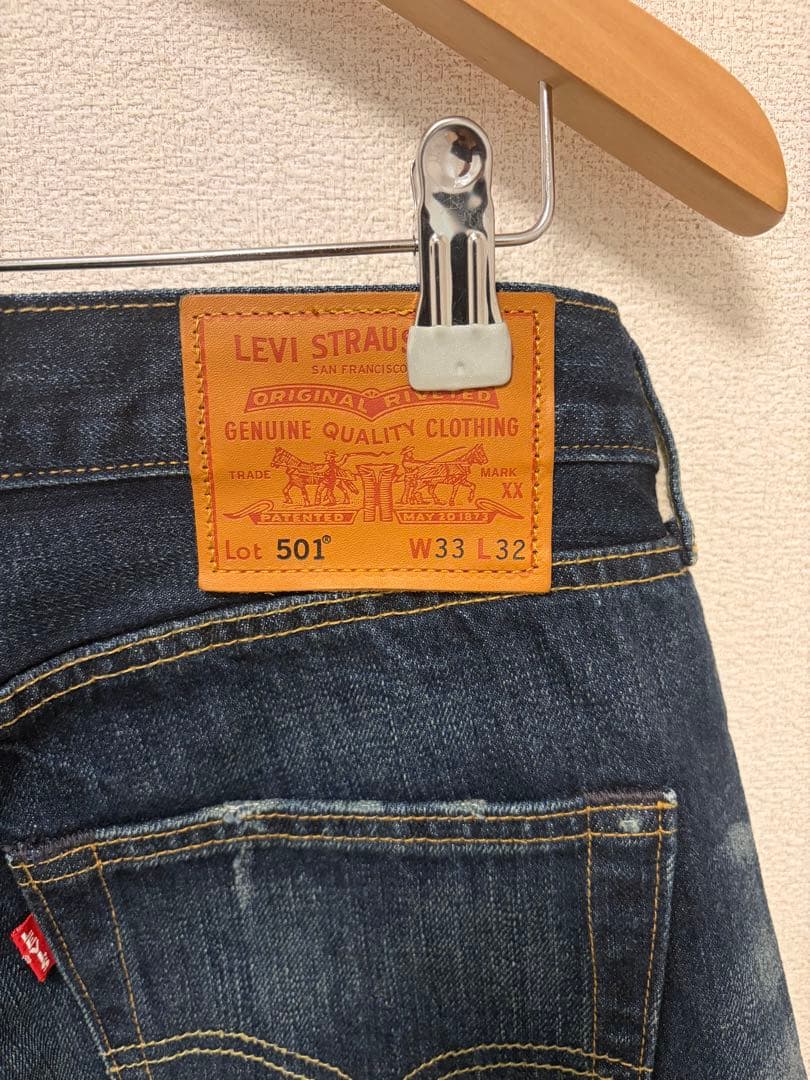 LEVI STRAUS
SAN FRANCISCO
ORIGINAL RIVETED
GENUINE QUALITY CLOTHING
TRADE MARK
XX
PATENTED MAY 20 1873
Lot 501® W33 L32